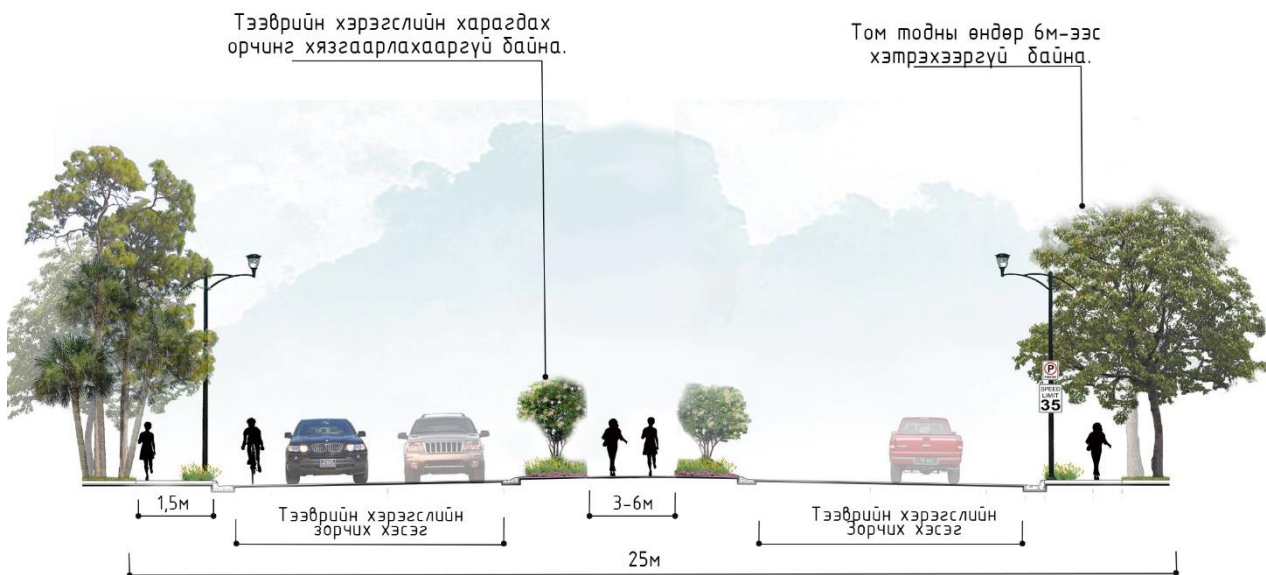 Тээврийн хэрэгслийн харагдах
орчинг хязгаарлахааргүй байна.
Том тодны өндөр 6м-ээс
хэтрэхээргүй байна.
P
SPEED
LIMIT
35
1,5м
3-6м
Тээврийн хэрэгслийн
зорчих хэсэг
Тээврийн хэрэгслийн
Зорчих хэсэг
25м